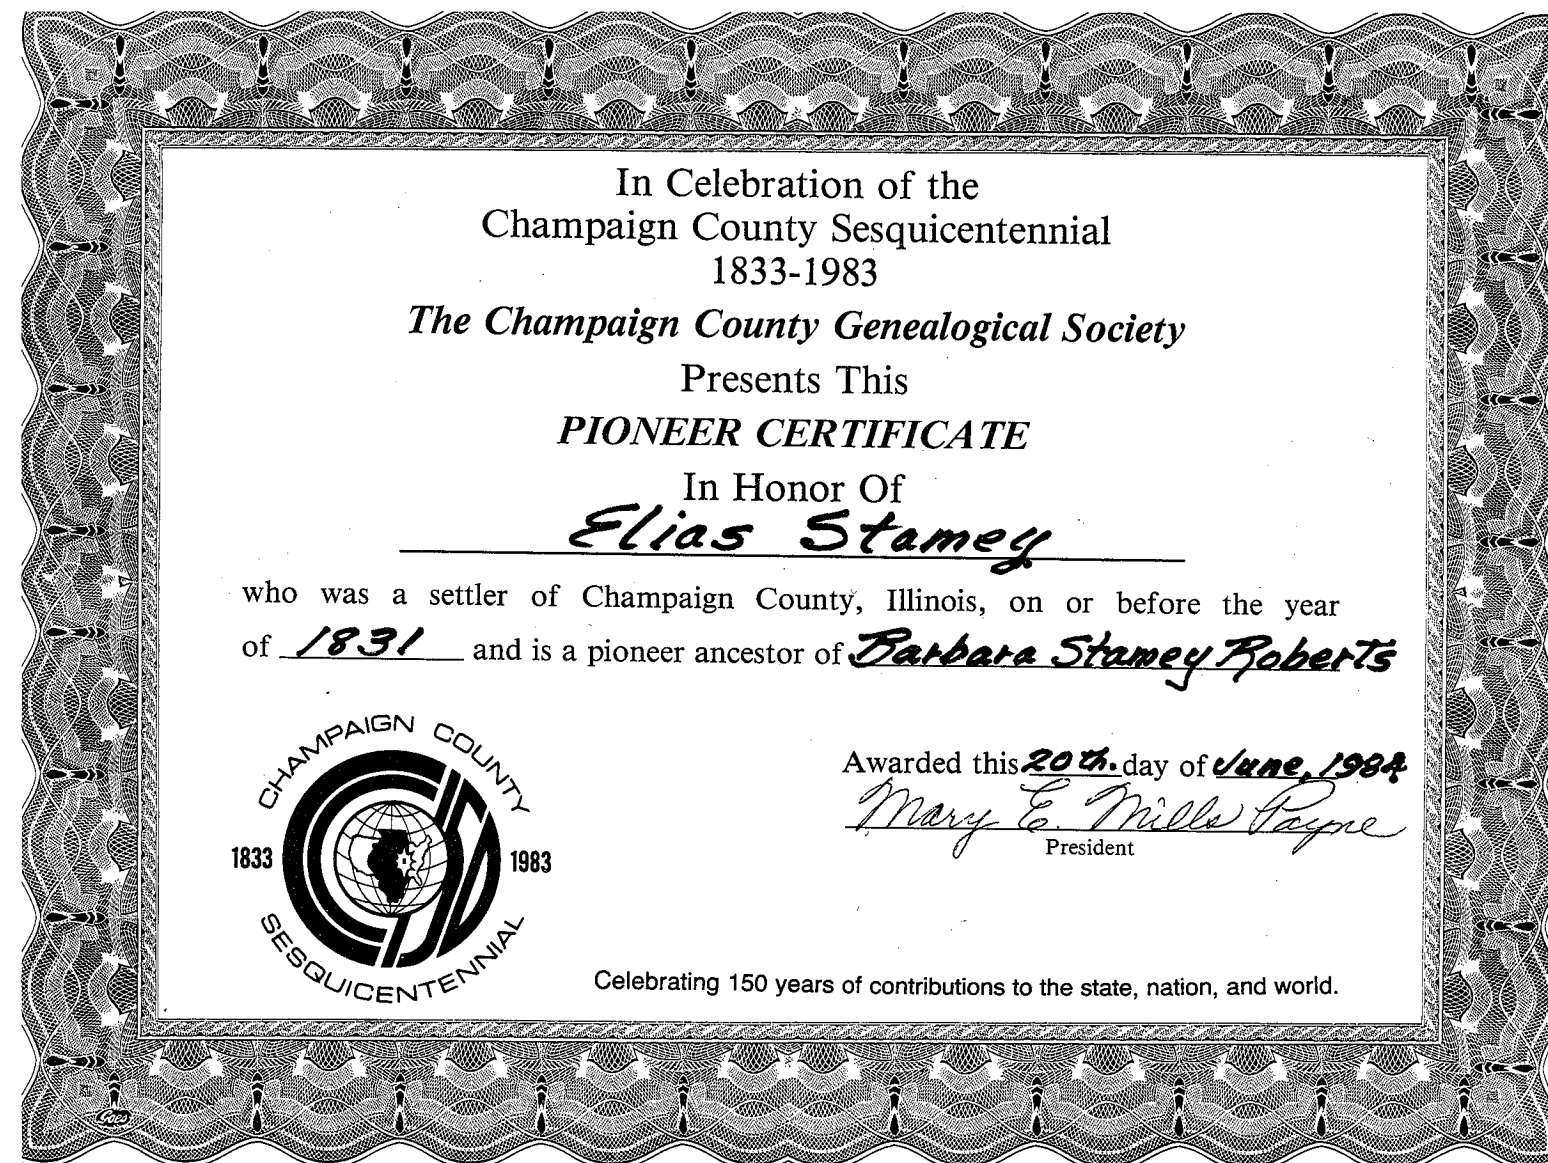 In Celebration of the
Champaign County Sesquicentennial
1833-1983
The Champaign County Genealogical Society
Presents This
PIONEER CERTIFICATE
In Honor Of
Elias Stamey
who was a settler of Champaign County, Illinois, on or before the year
of 1831 and is a pioneer ancestor of Barbara Stamey Roberts
Awarded this 20th. day of June, 1984
Mary E. Mills Payne
President
CHAMPAIGN COUNTY
1833 1983
SESQUICENTENNIAL
Celebrating 150 years of contributions to the state, nation, and world.
Goes